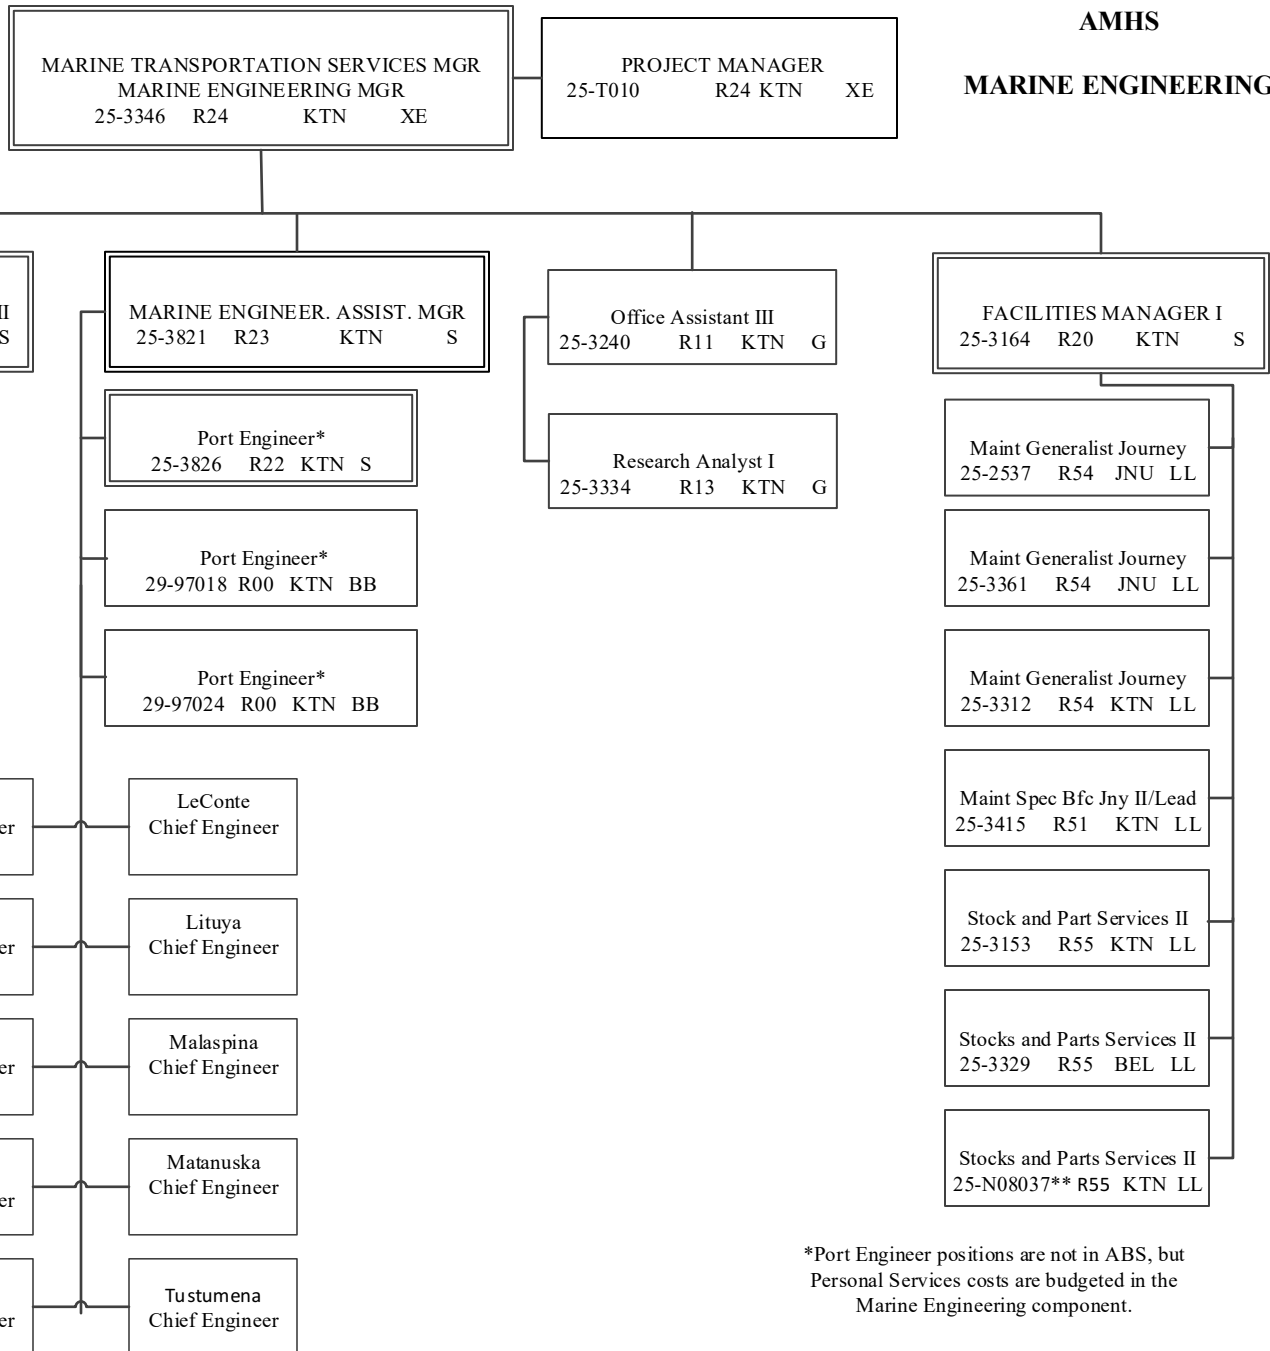 AMHS
MARINE ENGINEERING
MARINE TRANSPORTATION SERVICES MGR
MARINE ENGINEERING MGR
25-3346 R24 KTN XE
PROJECT MANAGER
25-T010 R24 KTN XE
II
S
MARINE ENGINEER. ASSIST. MGR
25-3821 R23 KTN S
Port Engineer*
25-3826 R22 KTN S
Port Engineer*
29-97018 R00 KTN BB
Port Engineer*
29-97024 R00 KTN BB
Office Assistant III
25-3240 R11 KTN G
Research Analyst I
25-3334 R13 KTN G
FACILITIES MANAGER I
25-3164 R20 KTN S
Maint Generalist Journey
25-2537 R54 JNU LL
Maint Generalist Journey
25-3361 R54 JNU LL
Maint Generalist Journey
25-3312 R54 KTN LL
Maint Spec Bfc Jny II/Lead
25-3415 R51 KTN LL
Stock and Part Services II
25-3153 R55 KTN LL
Stocks and Parts Services II
25-3329 R55 BEL LL
Stocks and Parts Services II
25-N08037** R55 KTN LL
er
LeConte
Chief Engineer
er
Lituya
Chief Engineer
er
Malaspina
Chief Engineer
er
Matanuska
Chief Engineer
er
Tustumena
Chief Engineer
*Port Engineer positions are not in ABS, but
Personal Services costs are budgeted in the
Marine Engineering component.